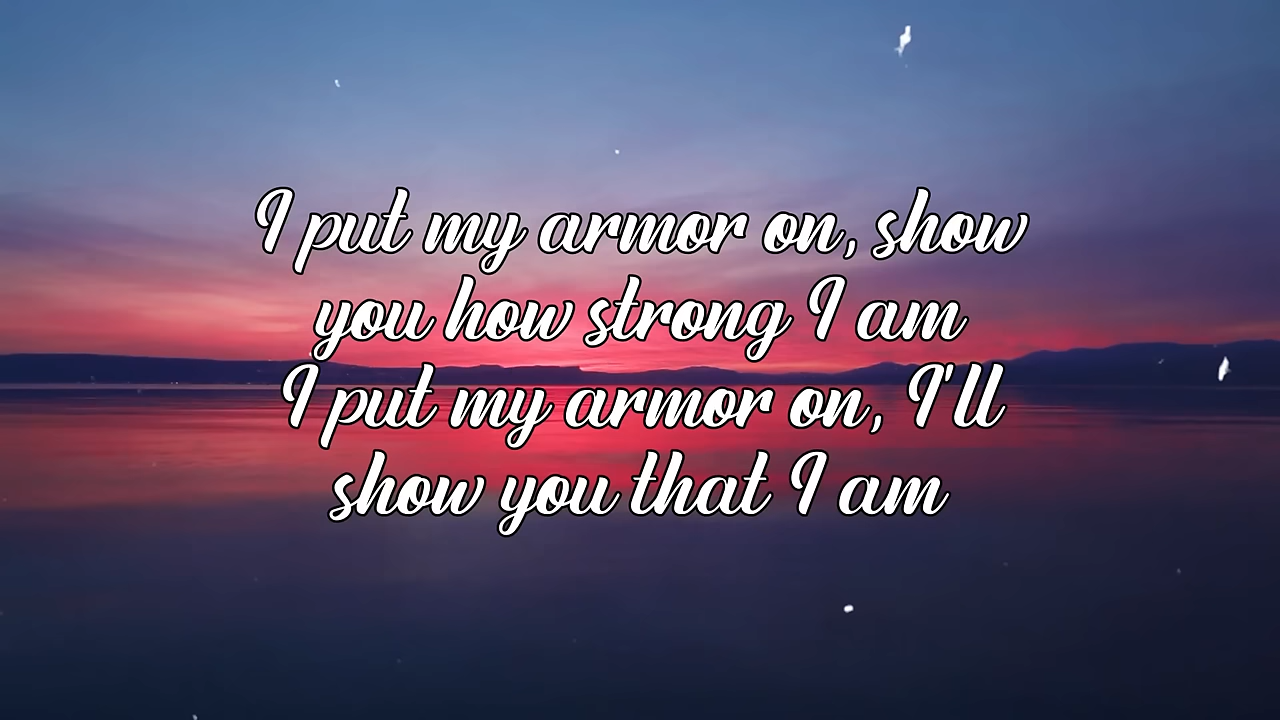 I put my armor on, show
you how strong I am
I put my armor on, I'll
show you that I am